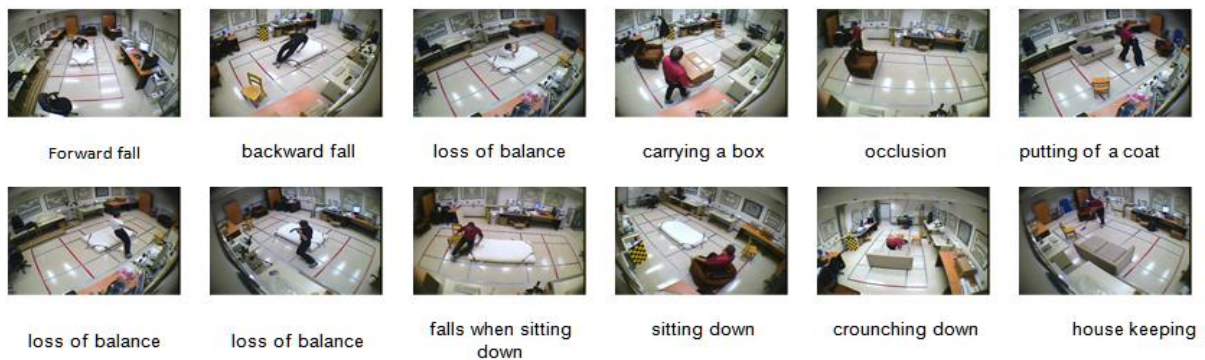 Forward fall
backward fall
loss of balance
carrying a box
occlusion
putting of a coat
loss of balance
loss of balance
falls when sitting
down
sitting down
crounching down
house keeping